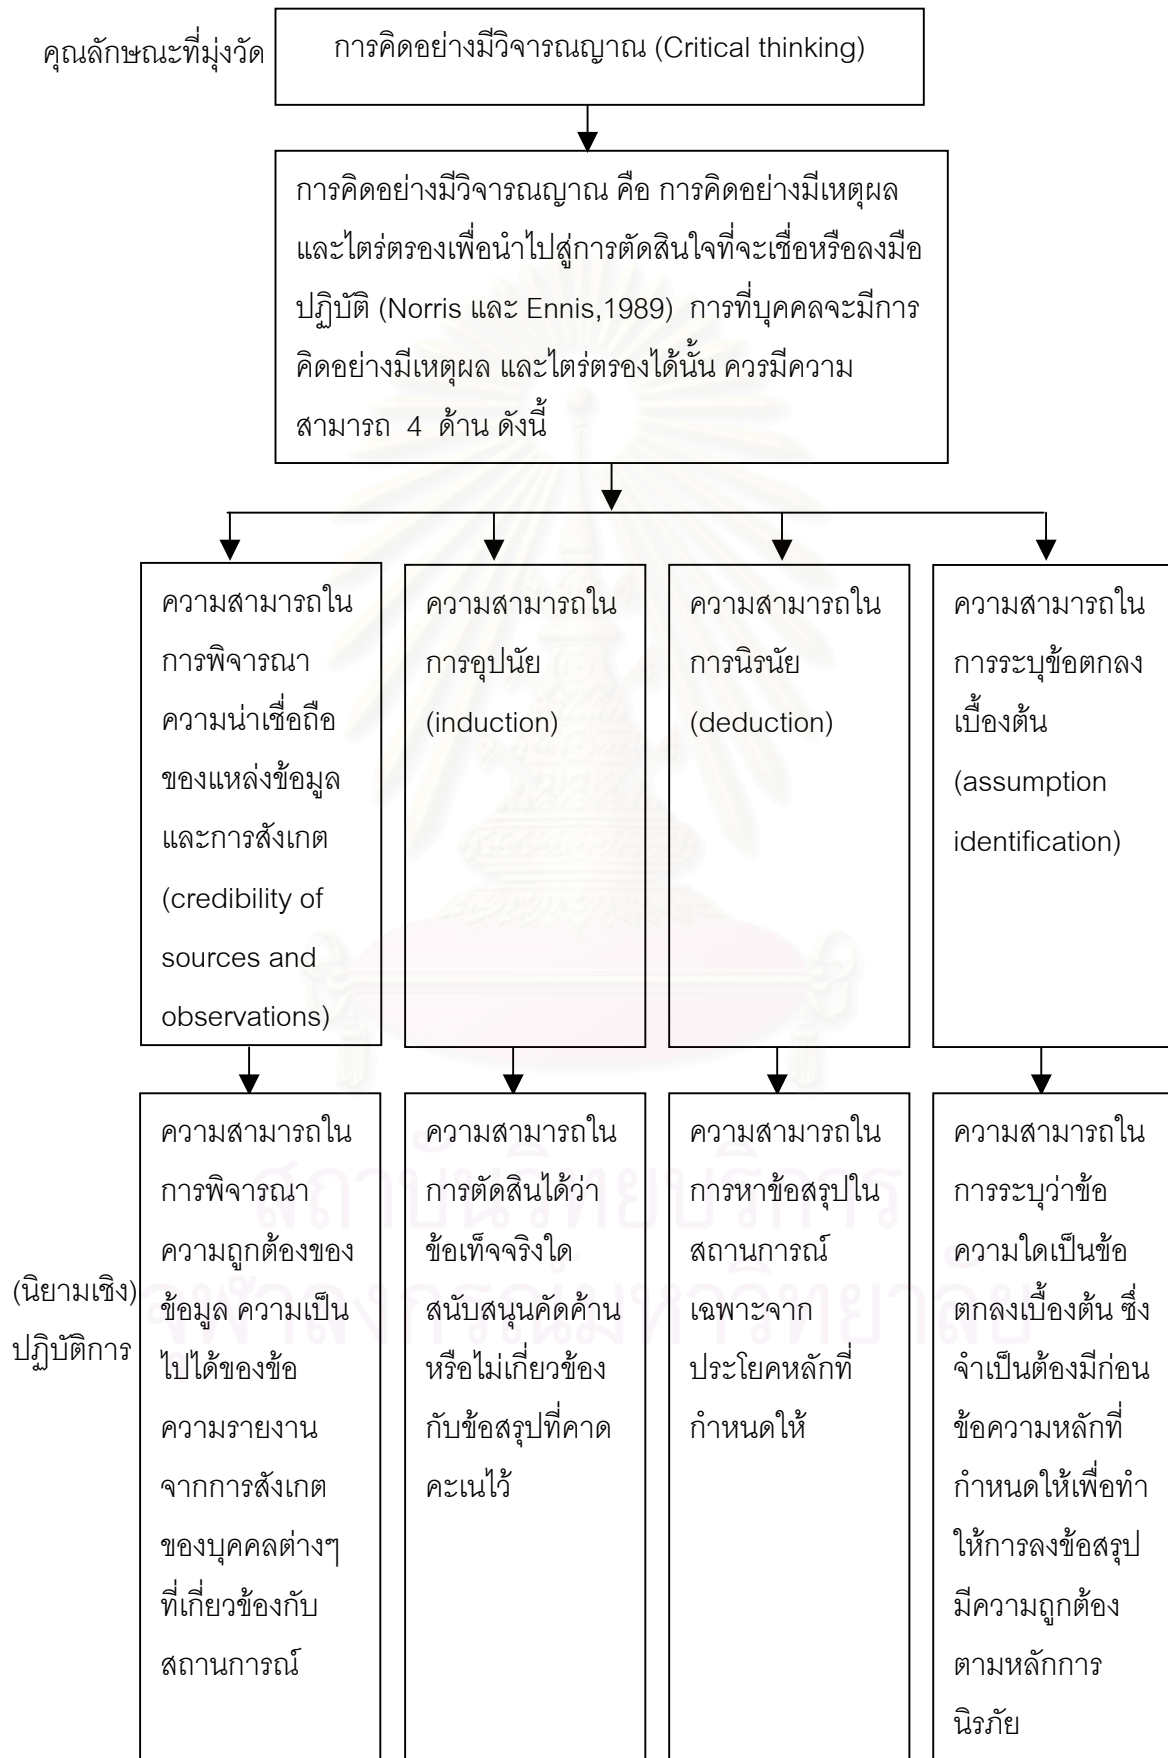 คุณลักษณะที่มุ่งวัด
การคิดอย่างมีวิจารณญาณ (Critical thinking)
การคิดอย่างมีวิจารณญาณ คือ การคิดอย่างมีเหตุผล
และไตร่ตรองเพื่อนำไปสู่การตัดสินใจที่จะเชื่อหรือลงมือ
ปฏิบัติ (Norris และ Ennis,1989) การที่บุคคลจะมีการ
คิดอย่างมีเหตุผล และไตร่ตรองได้นั้น ควรมีความ
สามารถ 4 ด้าน ดังนี้
ความสามารถใน
การพิจารณา
ความน่าเชื่อถือ
ของแหล่งข้อมูล
และการสังเกต
(credibility of
sources and
observations)
ความสามารถใน
การอุปนัย
(induction)
ความสามารถใน
การนิรนัย
(deduction)
ความสามารถใน
การระบุข้อตกลง
เบื้องต้น
(assumption
identification)
(นิยามเชิง)
ปฏิบัติการ
ความสามารถใน
การพิจารณา
ความถูกต้องของ
ข้อมูล ความเป็น
ไปได้ของข้อ
ความรายงาน
จากการสังเกต
ของบุคคลต่างๆ
ที่เกี่ยวข้องกับ
สถานการณ์
ความสามารถใน
การตัดสินได้ว่า
ข้อเท็จจริงใด
สนับสนุนคัดค้าน
หรือไม่เกี่ยวข้อง
กับข้อสรุปที่คาด
คะเนไว้
ความสามารถใน
การหาข้อสรุปใน
สถานการณ์
เฉพาะจาก
ประโยคหลักที่
กำหนดให้
ความสามารถใน
การระบุว่าข้อ
ความใดเป็นข้อ
ตกลงเบื้องต้น ซึ่ง
จำเป็นต้องมีก่อน
ข้อความหลักที่
กำหนดให้เพื่อทำ
ให้การลงข้อสรุป
มีความถูกต้อง
ตามหลักการ
นิรภัย
สถาบันวิทยบริการ
จุฬาลงกรณ์มหาวิทยาลัย